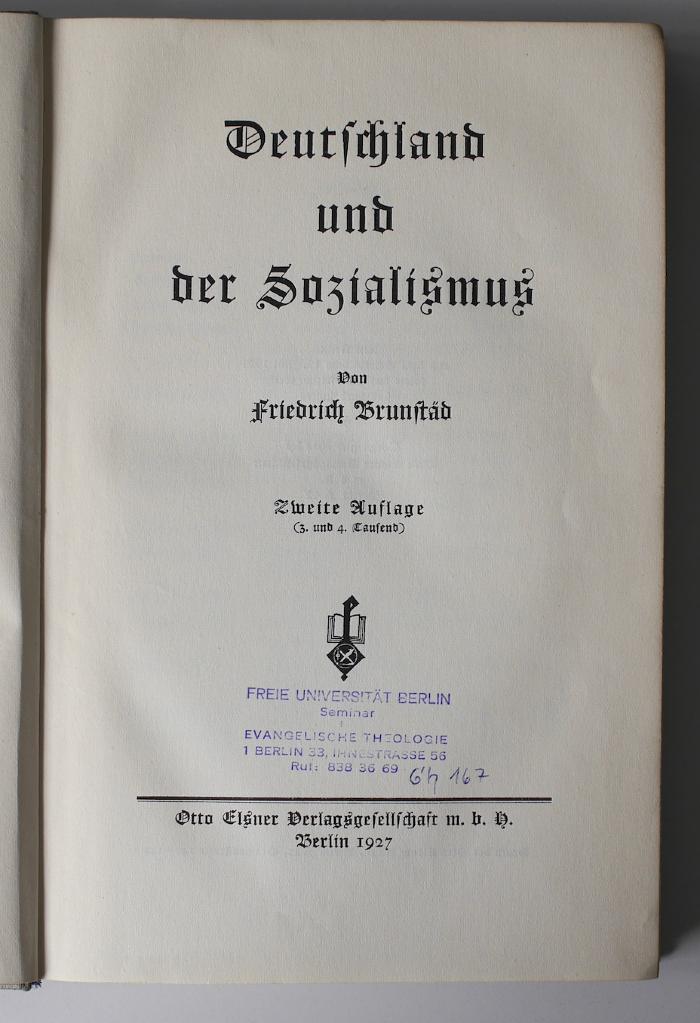 Deutſchland
und
der Sozialismus
Von
Friedrich Brunſtäd
Zweite Auflage
(3. und 4. Tauſend)
FREIE UNIVERSITÄT BERLIN
Seminar
EVANGELISCHE THEOLOGIE
1 BERLIN 33, IHNESTRASSE 56
Ruf: 838 36 69
167
Otto Elsner Verlagsgeſellſchaft m. b. H.
Berlin 1927